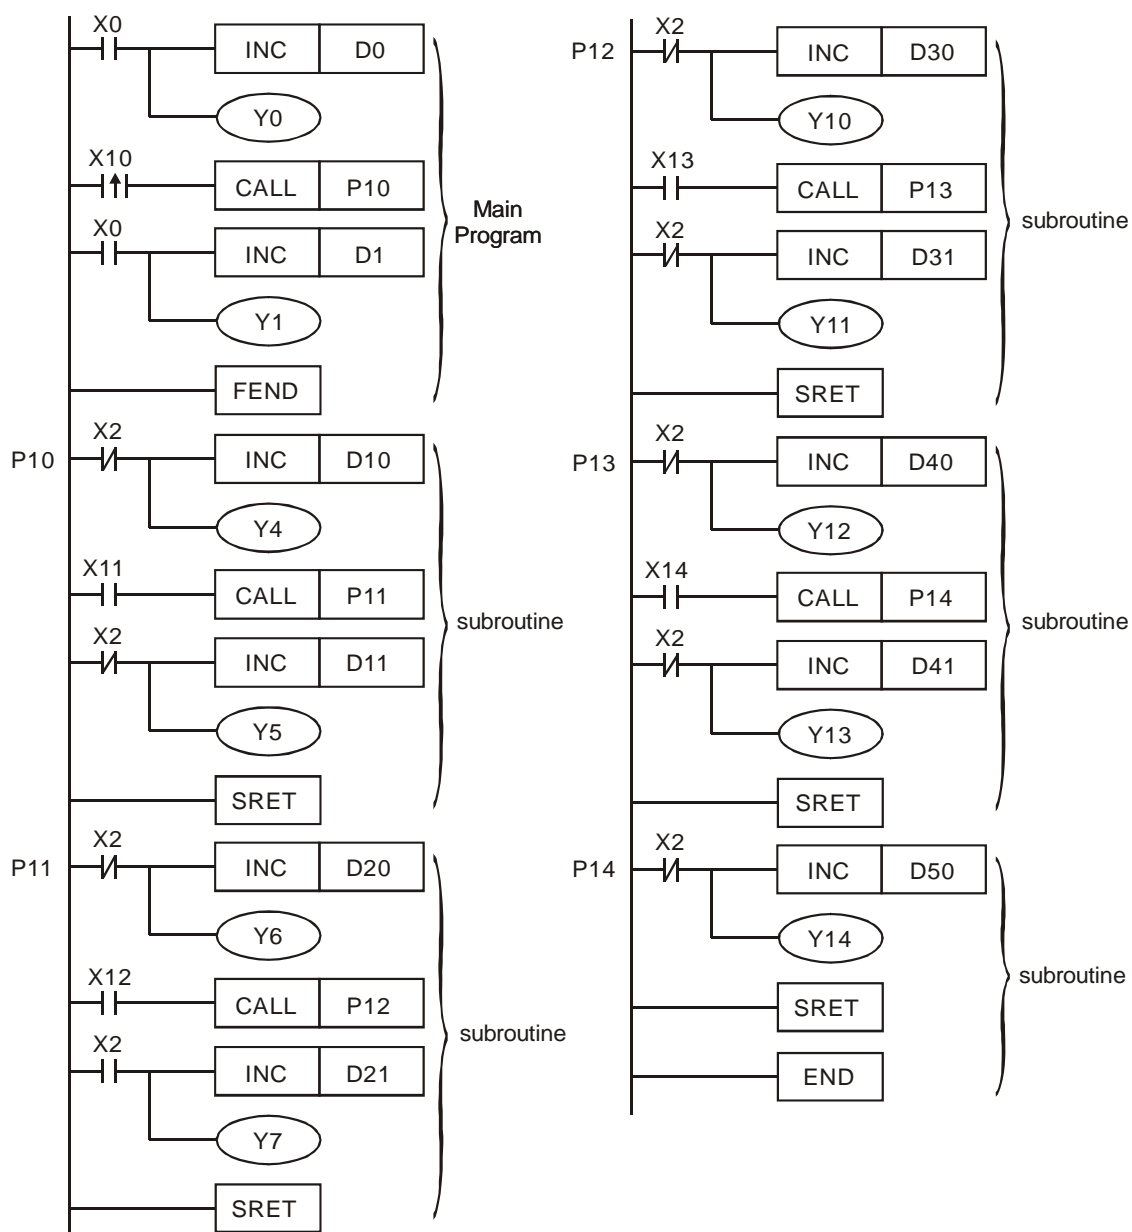 X0
INC D0
Y0
X10
CALL P10
X0
INC D1
Y1
FEND
Main
Program
P10
X2
INC D10
Y4
X11
CALL P11
X2
INC D11
Y5
SRET
subroutine
P11
X2
INC D20
Y6
X12
CALL P12
X2
INC D21
Y7
SRET
subroutine
P12
X2
INC D30
Y10
X13
CALL P13
X2
INC D31
Y11
SRET
subroutine
P13
X2
INC D40
Y12
X14
CALL P14
X2
INC D41
Y13
SRET
subroutine
P14
X2
INC D50
Y14
SRET
END
subroutine